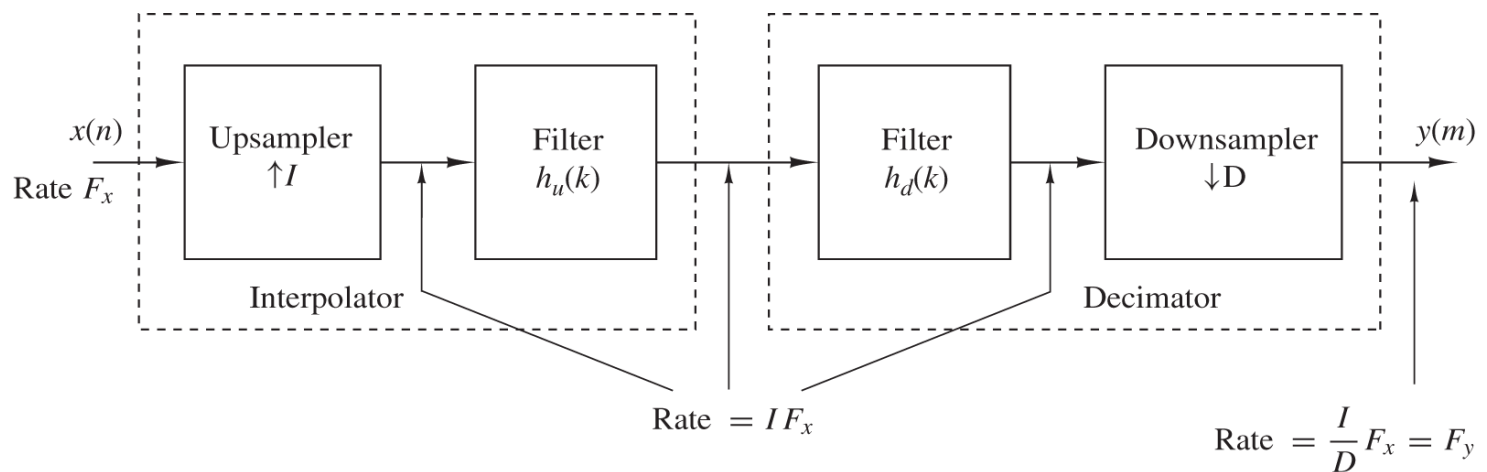 x(n)
Rate F_x
Upsampler
↑I
Filter
h_u(k)
Interpolator
Filter
h_d(k)
Downsampler
↓D
Decimator
y(m)
Rate = I F_x
Rate = I/D F_x = F_y